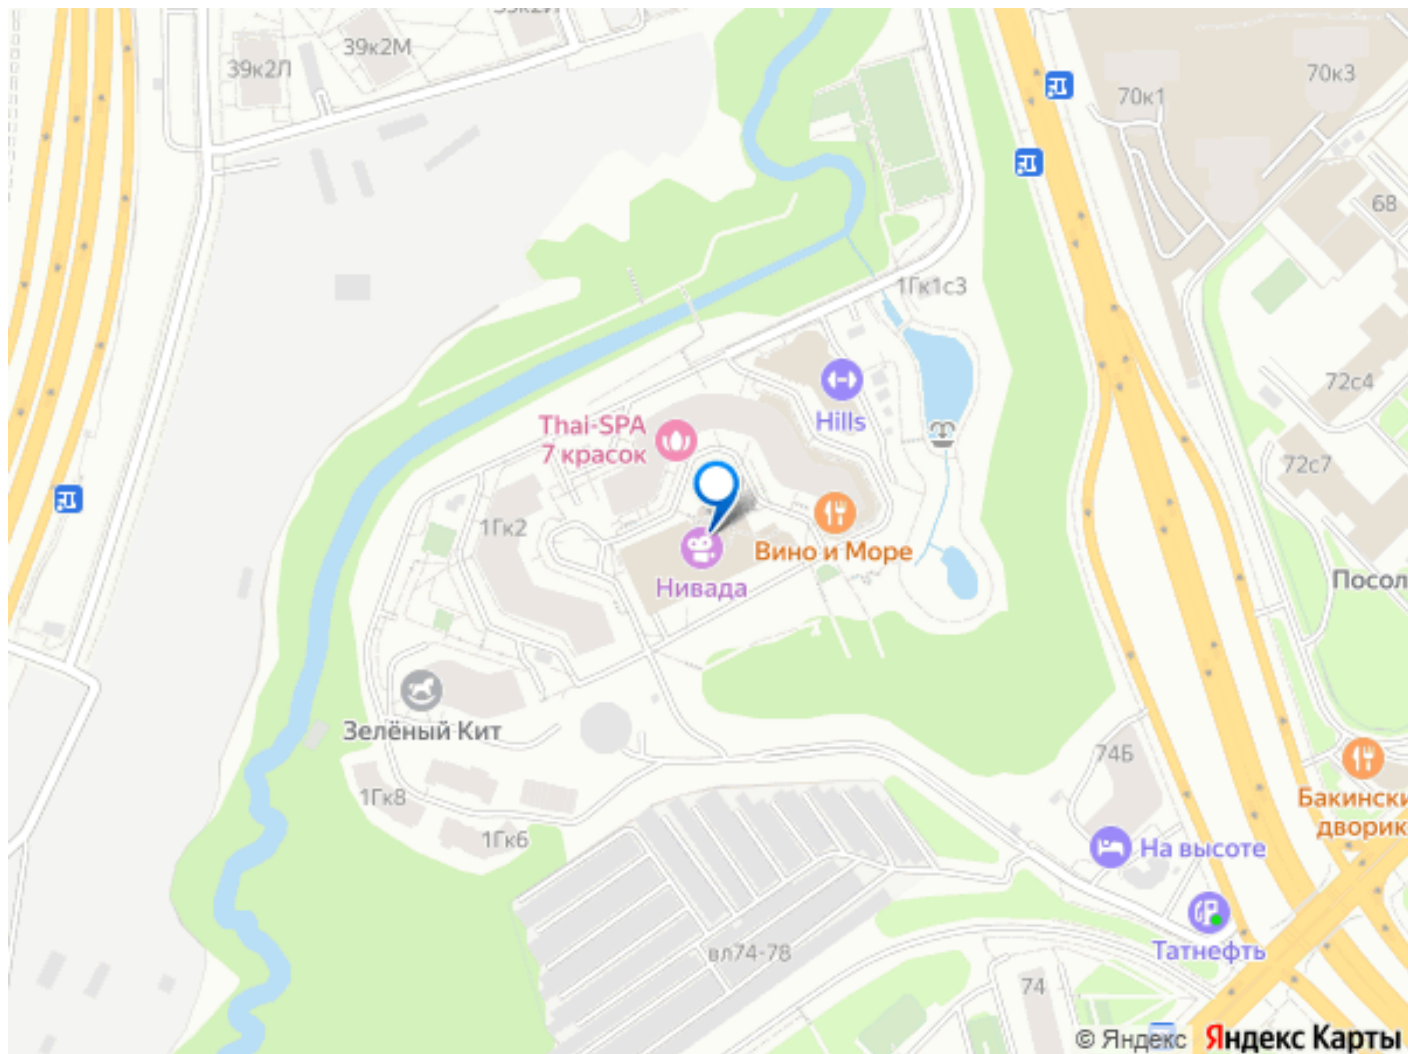 39к2И
39к2М
39к2Л
70к3
70к1
68
1Гк1с3
72с4
Hills
Thai-SPA
7 красок
72с7
1Гк2
Вино и Море
Нивада
Посол
Зелёный Кит
74Б
1Гк8
Бакински
дворик
1Гк6
На высоте
вл74-78
Татнефть
74
© Яндекс Яндекс Карты